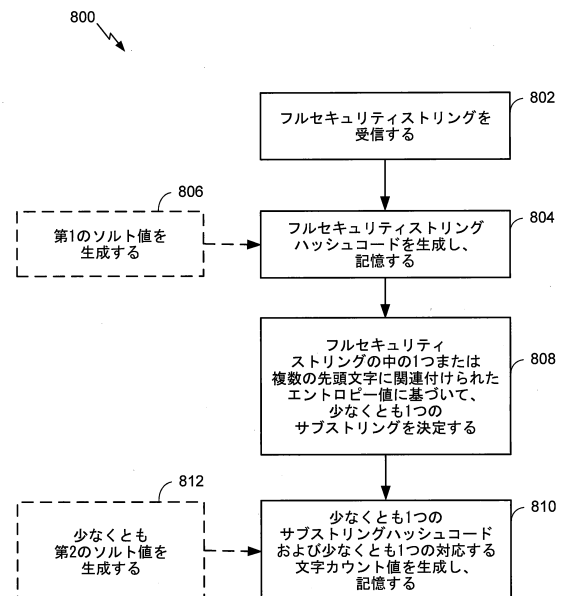 800
802
フルセキュリティストリングを
受信する
806
第1のソルト値を
生成する
804
フルセキュリティストリング
ハッシュコードを生成し、
記憶する
808
フルセキュリティ
ストリングの中の1つまたは
複数の先頭文字に関連付けられた
エントロピー値に基づいて、
少なくとも1つの
サブストリングを決定する
812
少なくとも
第2のソルト値を
生成する
810
少なくとも1つの
サブストリングハッシュコード
および少なくとも1つの対応する
文字カウント値を生成し、
記憶する